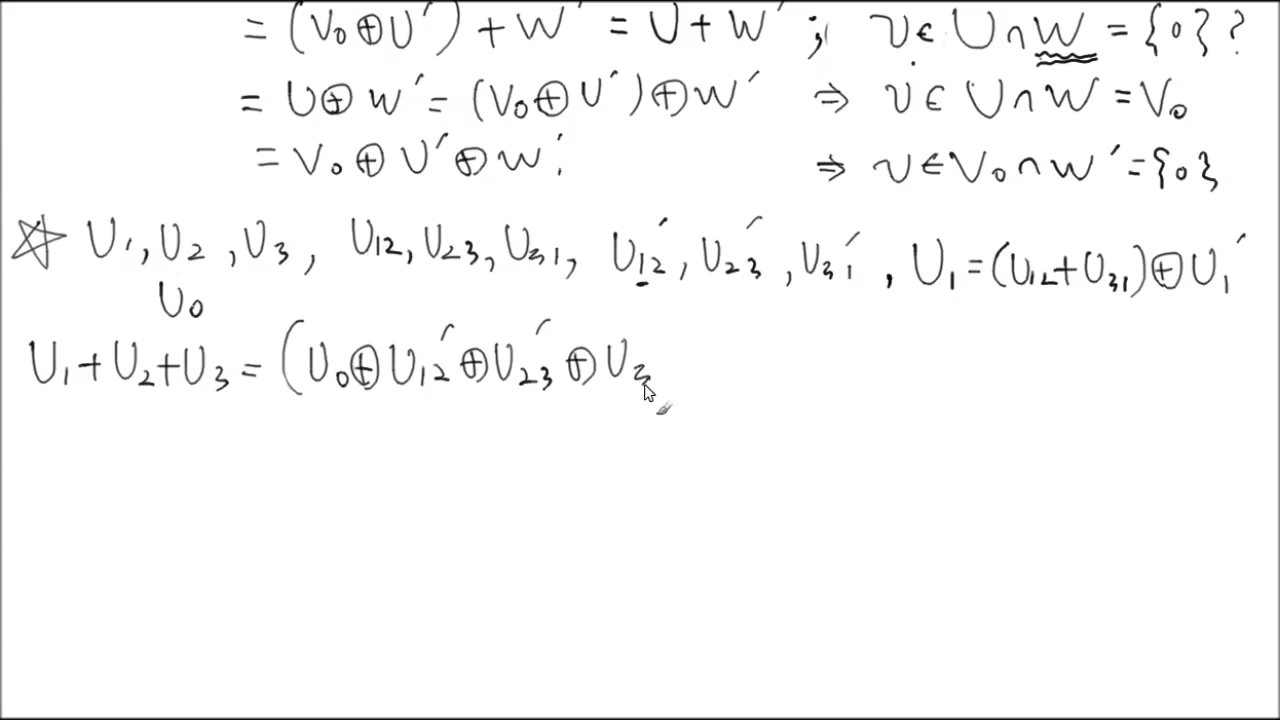 = (V₀ ⊕ U′) + W′ = U + W′ ; v ∈ U ∩ W = {0} ?
= U ⊕ W′ = (V₀ ⊕ U′) ⊕ W′ ⇒ v ∈ U ∩ W = V₀
= V₀ ⊕ U′ ⊕ W′. ⇒ v ∈ V₀ ∩ W′ = {0}
☆ U₁, U₂, U₃, U₁₂, U₂₃, U₃₁, U₁₂′, U₂₃′, U₃₁′, U₁ = (U₁₂ + U₃₁) ⊕ U₁′
U₀
U₁ + U₂ + U₃ = (U₀ ⊕ U₁₂′ ⊕ U₂₃′ ⊕ U₃